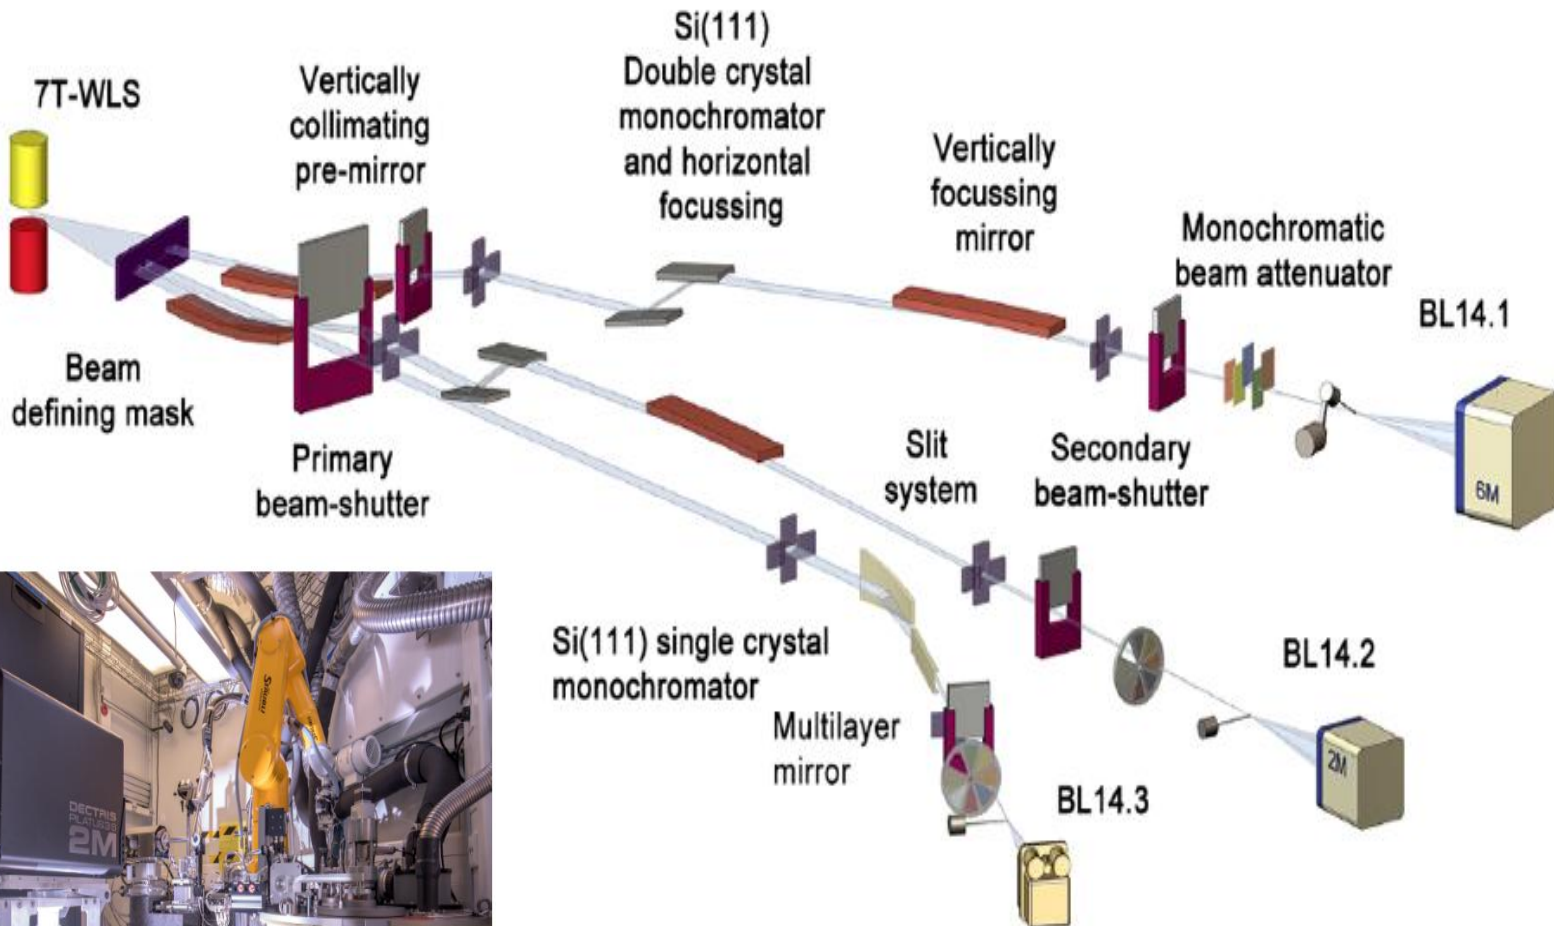 7T-WLS
Vertically
collimating
pre-mirror
Si(111)
Double crystal
monochromator
and horizontal
focussing
Vertically
focussing
mirror
Monochromatic
beam attenuator
BL14.1
6M
Beam
defining mask
Primary
beam-shutter
Slit
system
Secondary
beam-shutter
Si(111) single crystal
monochromator
Multilayer
mirror
BL14.2
2M
BL14.3
STÄUBLI
DECTRIS
PILATUS3
2M